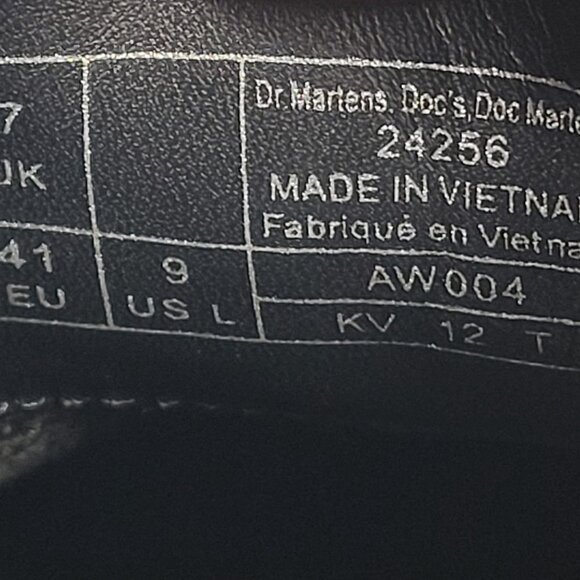 7
UK
41
EU
9
US L
Dr. Martens, Doc's, Doc Marte
24256
MADE IN VIETNA
Fabriqué en Vietna
AW004
KV 12 T